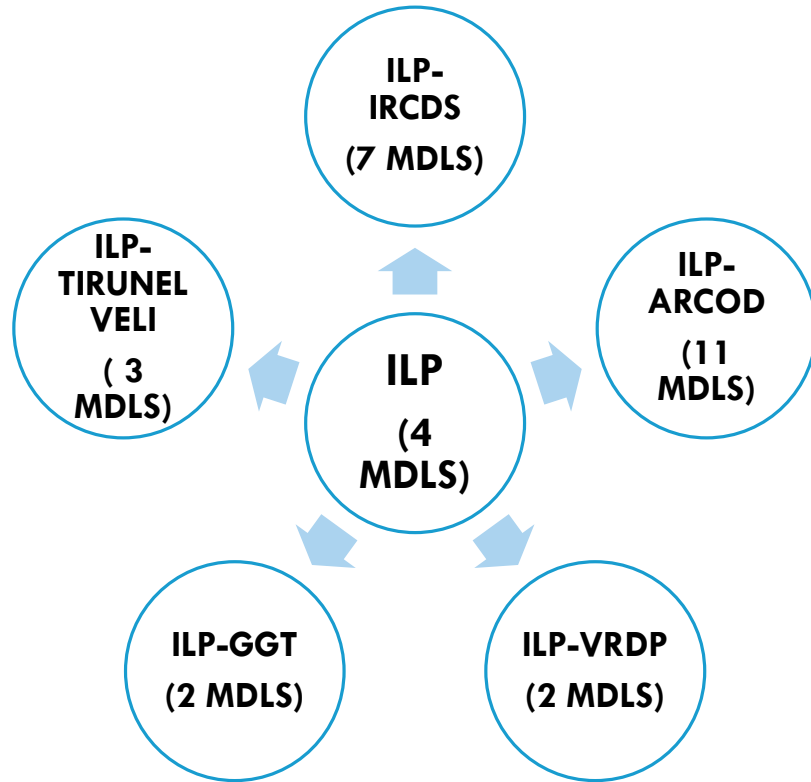 ILP-
IRCDS
(7 MDLS)
ILP-
TIRUNEL
VELI
( 3
MDLS)
ILP-
ARCOD
(11
MDLS)
ILP
(4
MDLS)
ILP-GGT
(2 MDLS)
ILP-VRDP
(2 MDLS)